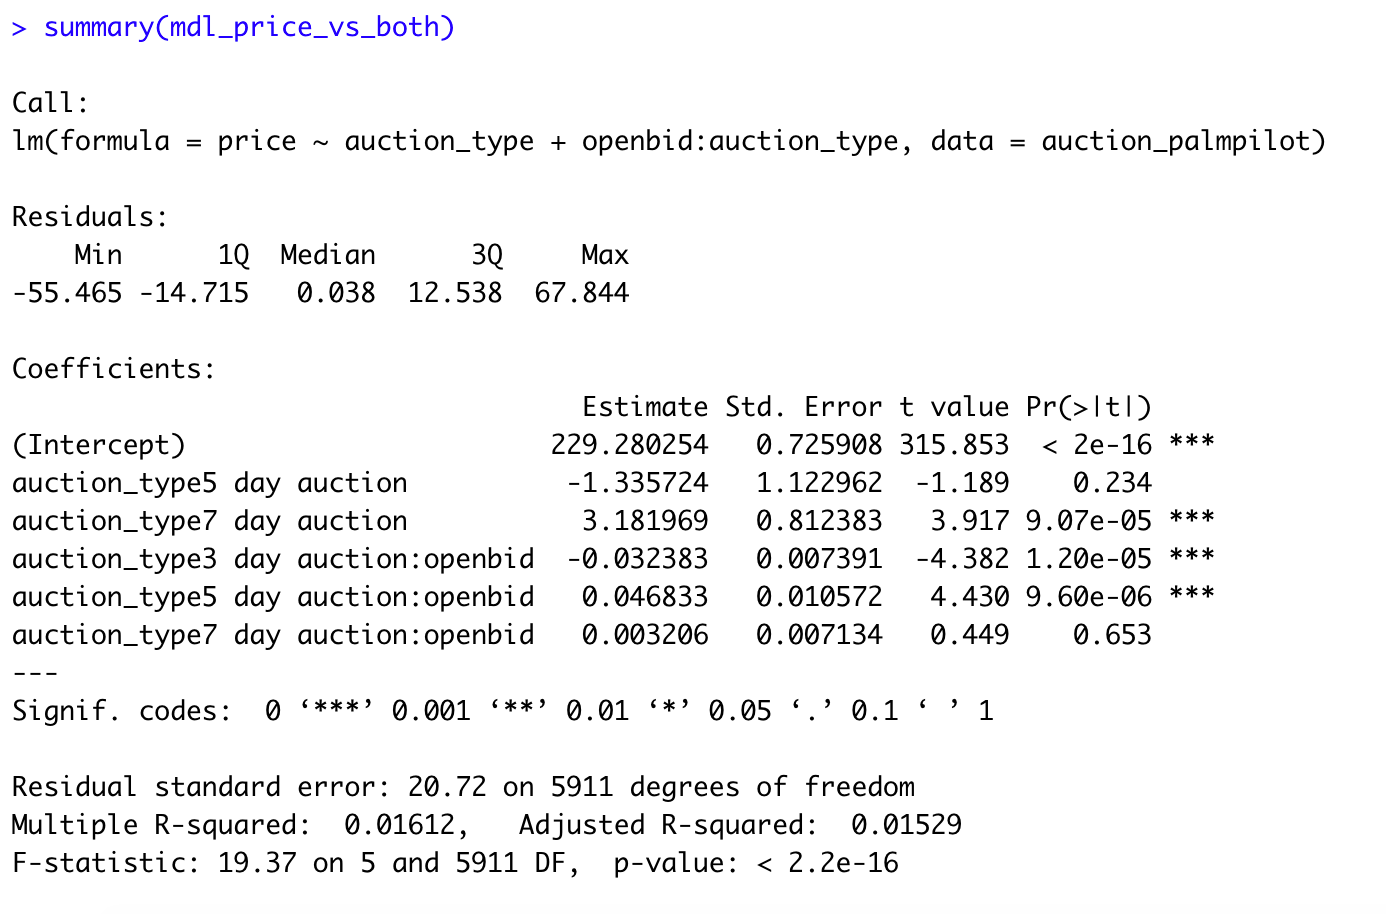 > summary(mdl_price_vs_both)
Call:
lm(formula = price ~ auction_type + openbid:auction_type, data = auction_palmpilot)
Residuals:
    Min      1Q  Median      3Q     Max
-55.465 -14.715   0.038  12.538  67.844
Coefficients:
                                    Estimate Std. Error t value Pr(>|t|)
(Intercept)                       229.280254   0.725908 315.853  < 2e-16 ***
auction_type5 day auction          -1.335724   1.122962  -1.189    0.234
auction_type7 day auction           3.181969   0.812383   3.917 9.07e-05 ***
auction_type3 day auction:openbid  -0.032383   0.007391  -4.382 1.20e-05 ***
auction_type5 day auction:openbid   0.046833   0.010572   4.430 9.60e-06 ***
auction_type7 day auction:openbid   0.003206   0.007134   0.449    0.653
---
Signif. codes:  0 ‘***’ 0.001 ‘**’ 0.01 ‘*’ 0.05 ‘.’ 0.1 ‘ ’ 1
Residual standard error: 20.72 on 5911 degrees of freedom
Multiple R-squared:  0.01612,   Adjusted R-squared:  0.01529
F-statistic: 19.37 on 5 and 5911 DF,  p-value: < 2.2e-16